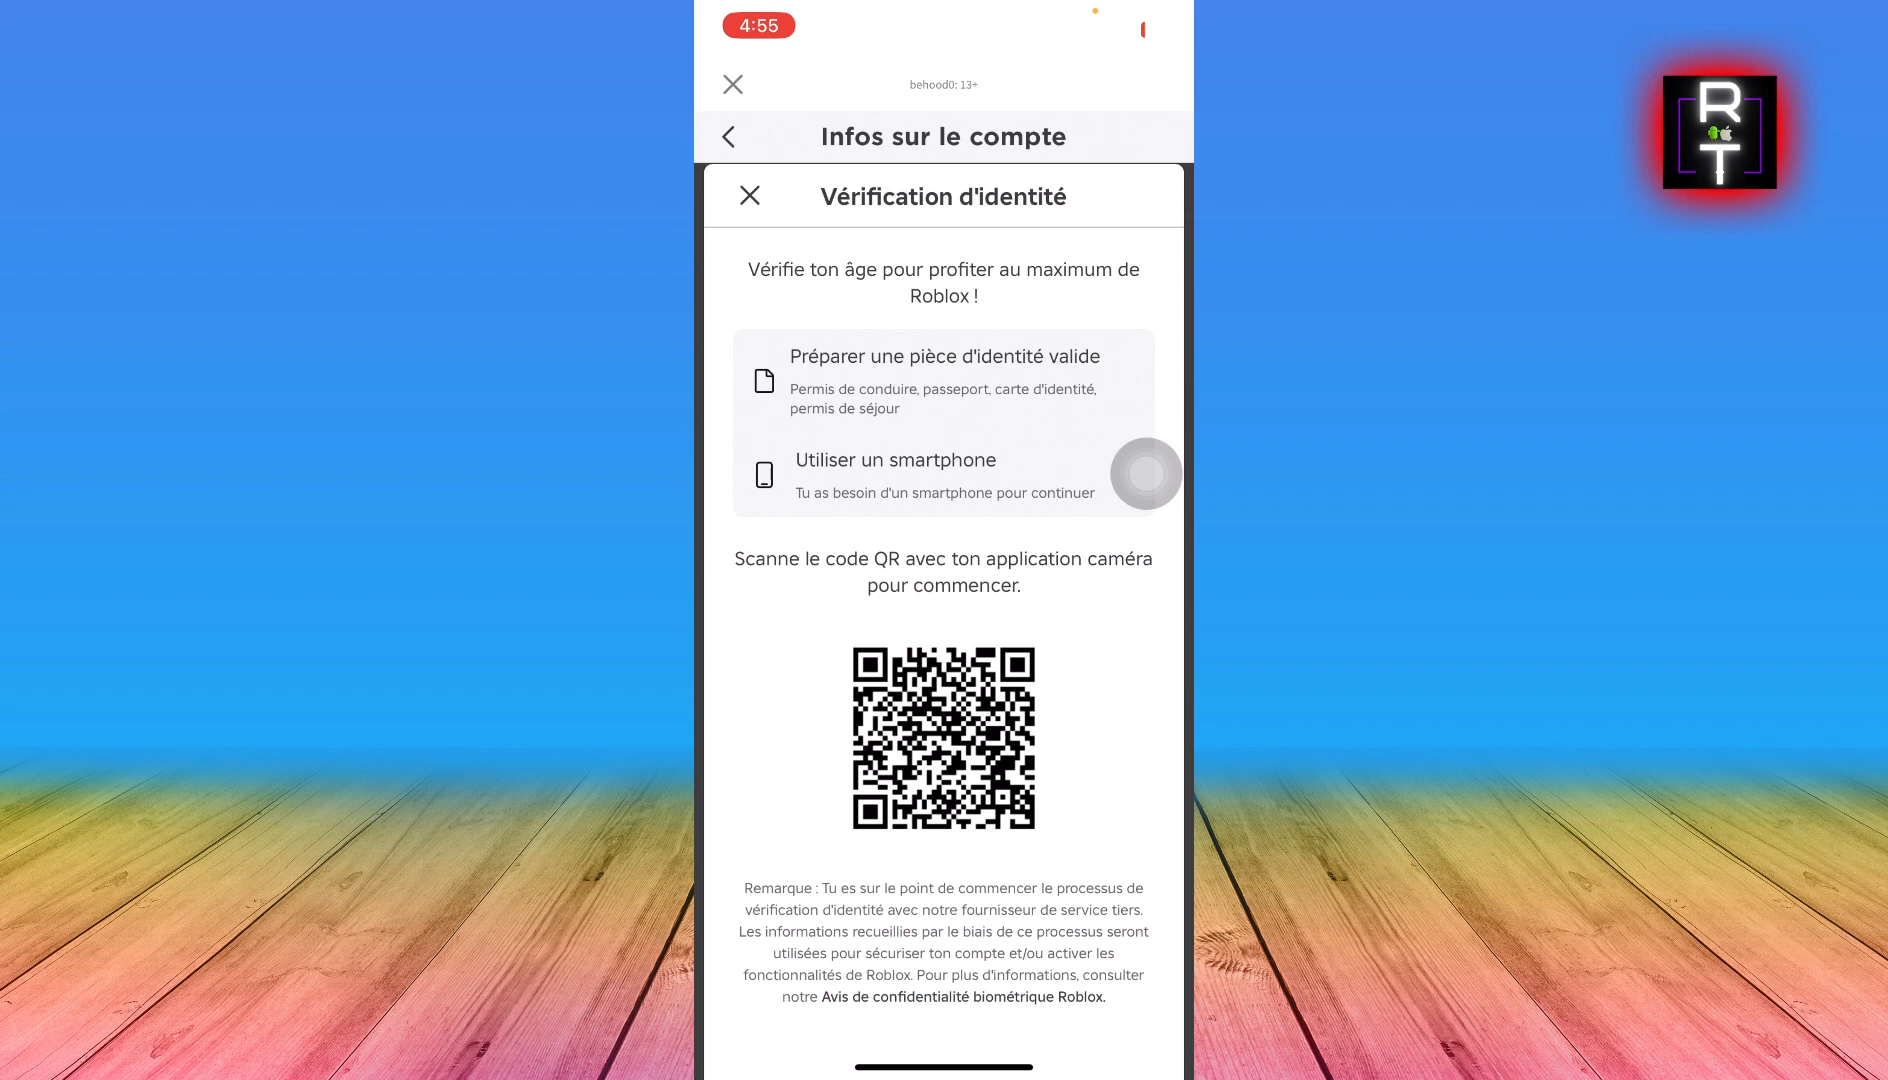 4:55
behood0: 13+
Infos sur le compte
Vérification d'identité
Vérifie ton âge pour profiter au maximum de
Roblox !
Préparer une pièce d'identité valide
Permis de conduire, passeport, carte d'identité,
permis de séjour
Utiliser un smartphone
Tu as besoin d'un smartphone pour continuer
Scanne le code QR avec ton application caméra
pour commencer.
Remarque : Tu es sur le point de commencer le processus de
vérification d'identité avec notre fournisseur de service tiers.
Les informations recueillies par le biais de ce processus seront
utilisées pour sécuriser ton compte et/ou activer les
fonctionnalités de Roblox. Pour plus d'informations, consulter
notre Avis de confidentialité biométrique Roblox.
R
T